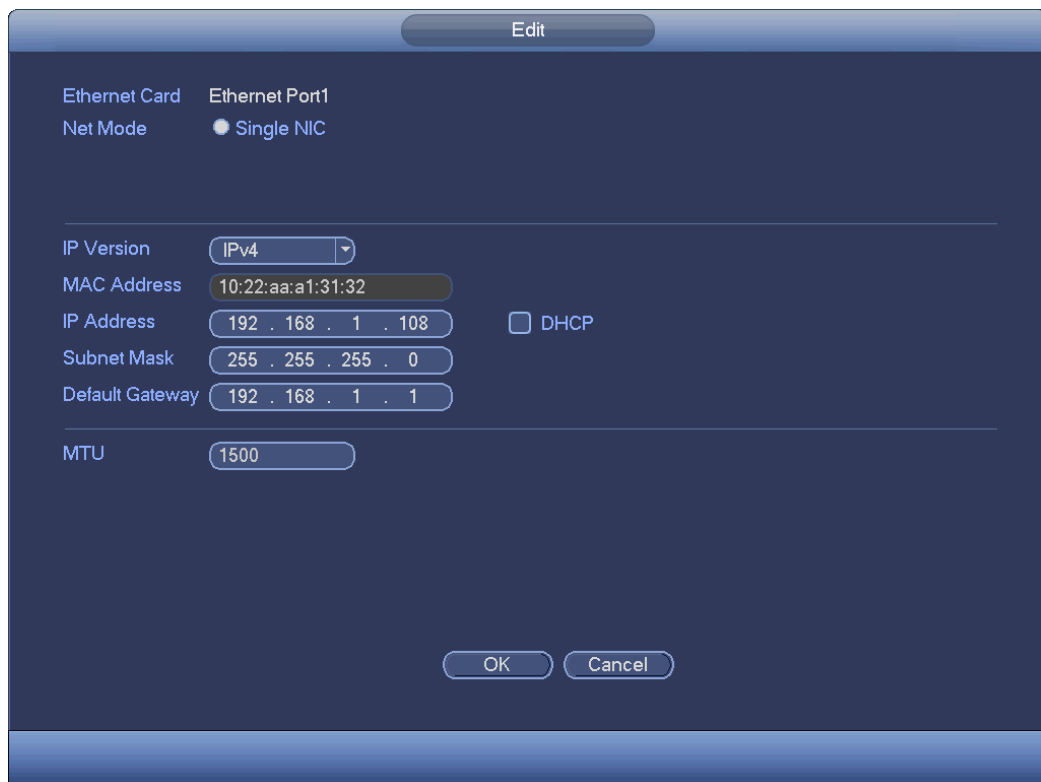 Edit
Ethernet Card Ethernet Port1
Net Mode Single NIC
IP Version IPv4
MAC Address 10:22:aa:a1:31:32
IP Address 192 . 168 . 1 . 108 DHCP
Subnet Mask 255 . 255 . 255 . 0
Default Gateway 192 . 168 . 1 . 1
MTU 1500
OK Cancel